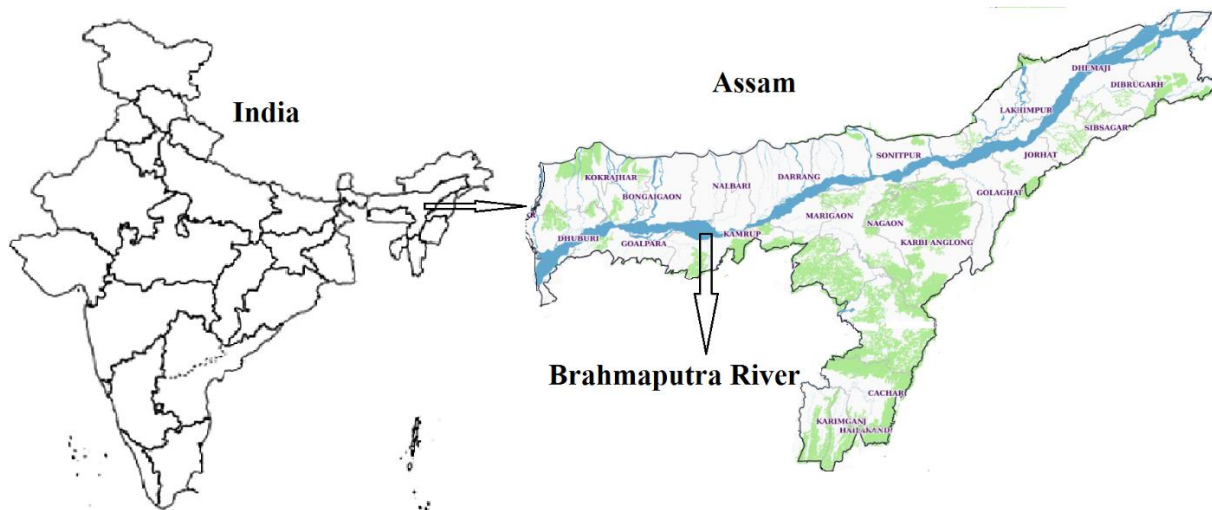 India
Assam
DHEMAJI
DIBRUGARH
LAKHIMPUR
SIBSAGAR
SONITPUR
JORHAT
KOKRAJHAR
BONGAIGAON
NALBARI
DARRANG
GOLAGHAT
MARIGAON
NAGAON
DHUBURI
GOALPARA
KAMRUP
KARBI ANGLONG
Brahmaputra River
CACHAR
KARIMGANJ
HAILAKANDI